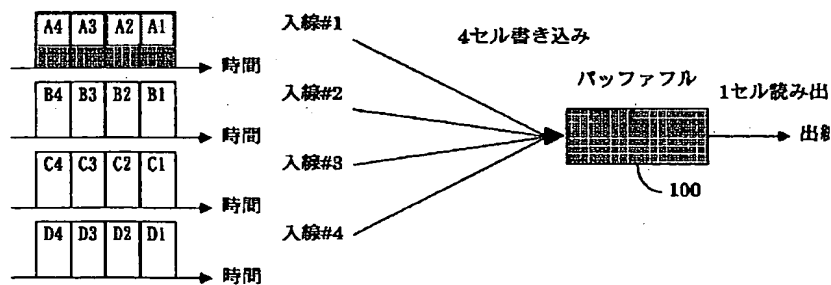 A4 A3 A2 A1
時間
入線#1
4セル書き込み
B4 B3 B2 B1
時間
入線#2
バッファフル
1セル読み出
出線
C4 C3 C2 C1
時間
入線#3
100
D4 D3 D2 D1
時間
入線#4